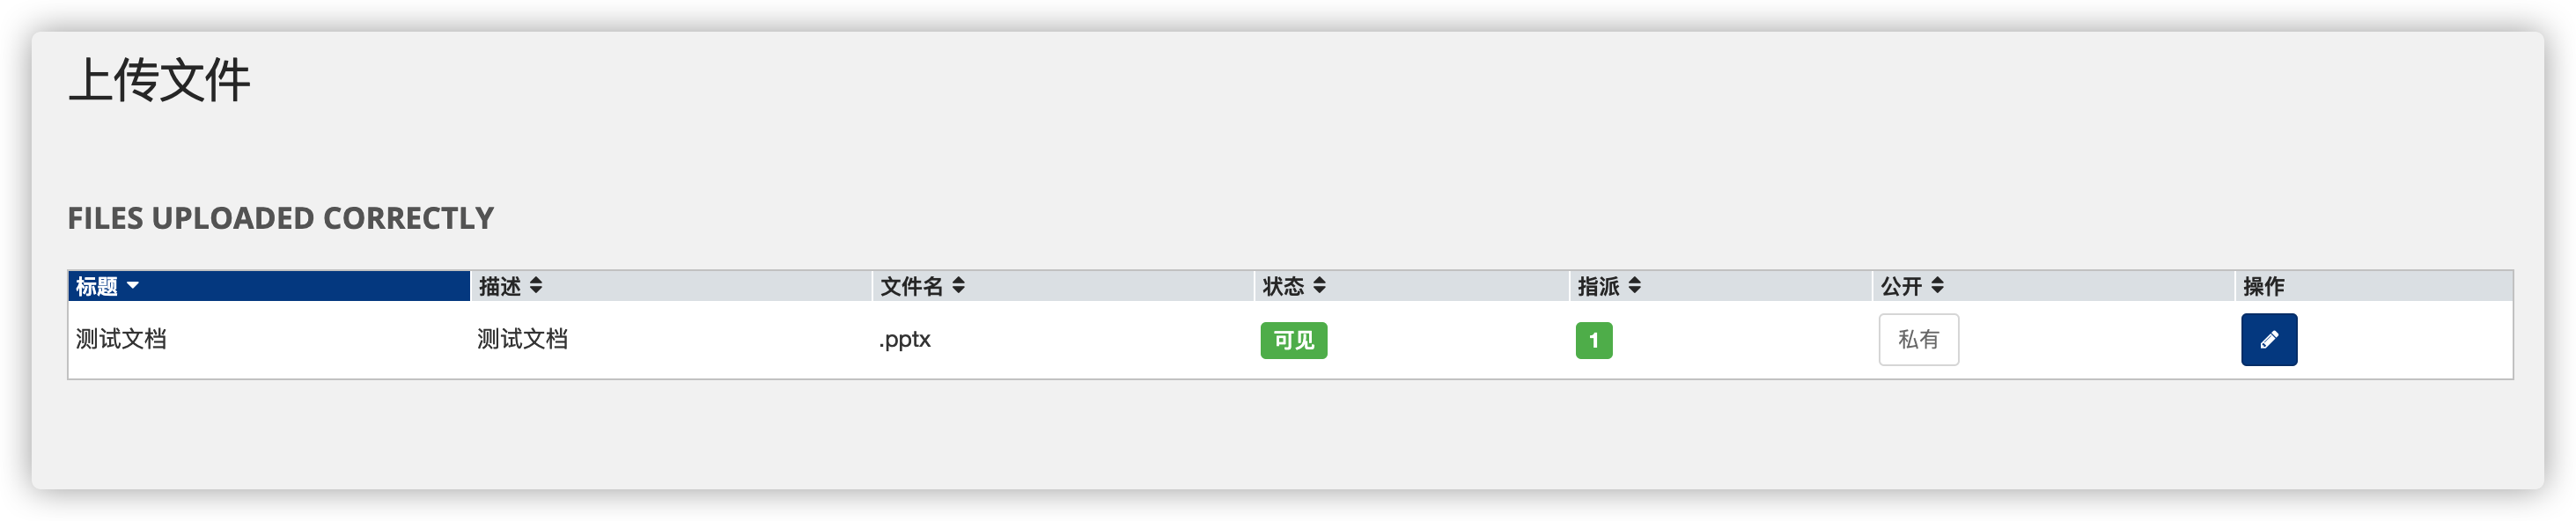 上传文件
FILES UPLOADED CORRECTLY
标题 描述 文件名 状态 指派 公开 操作
测试文档 测试文档 .pptx 可见 1 私有